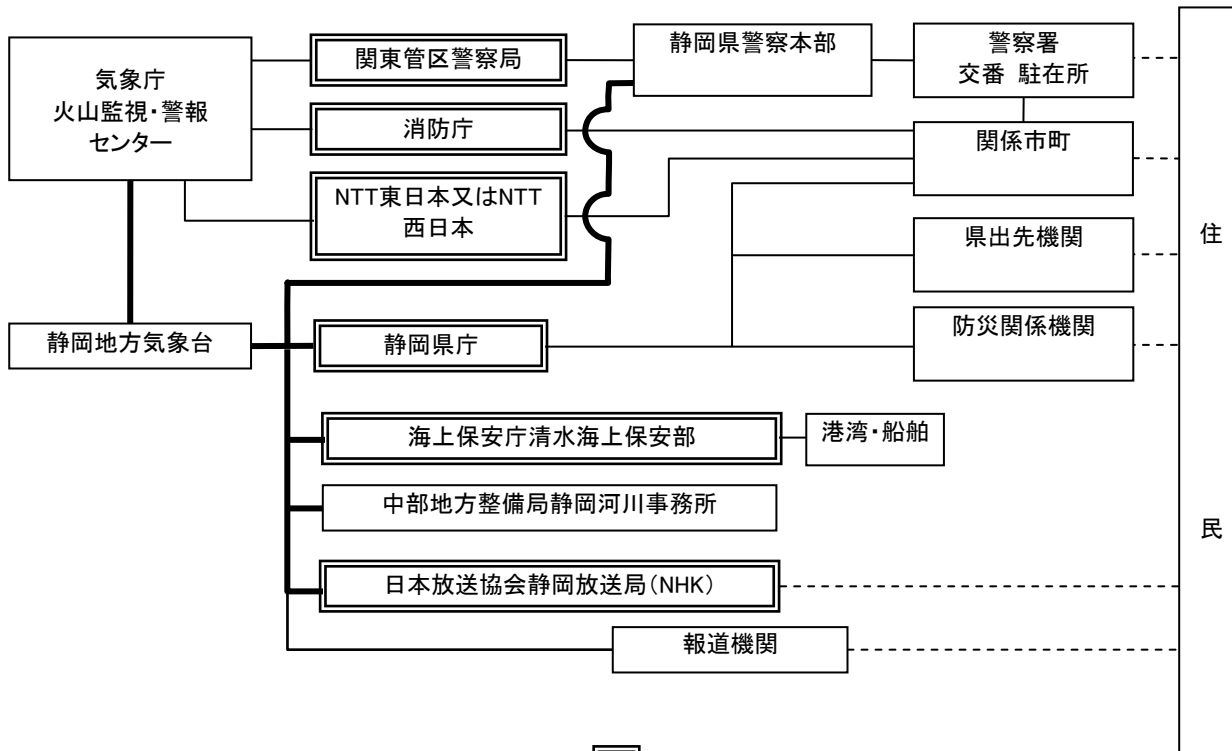 気象庁
火山監視・警報
センター
関東管区警察局
静岡県警察本部
警察署
交番 駐在所
消防庁
関係市町
NTT東日本又はNTT
西日本
県出先機関
静岡地方気象台
静岡県庁
防災関係機関
海上保安庁清水海上保安部
港湾・船舶
中部地方整備局静岡河川事務所
日本放送協会静岡放送局(NHK)
報道機関
住
民